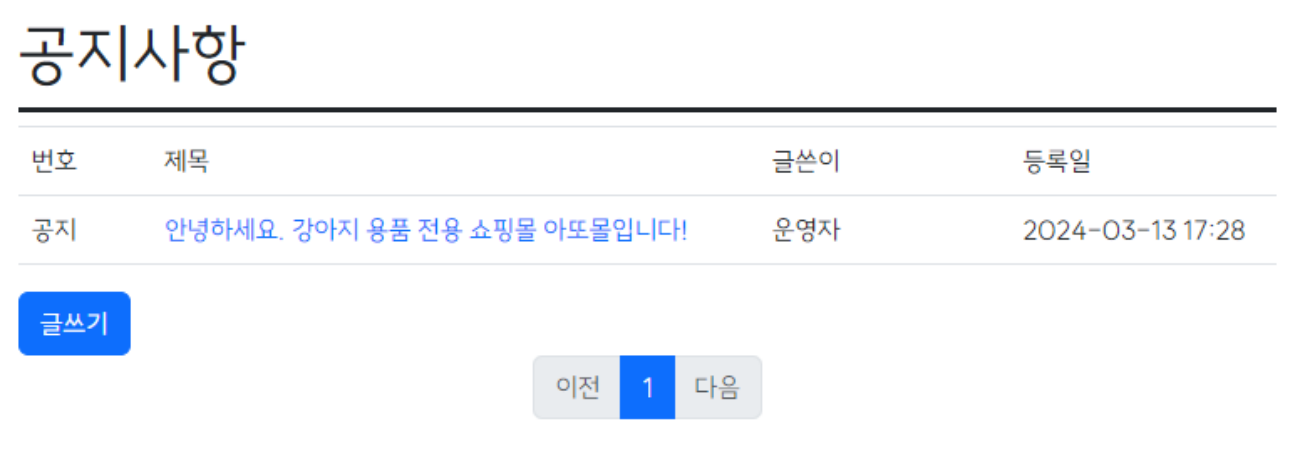 공지사항
번호 제목 글쓴이 등록일
공지 안녕하세요. 강아지 용품 전용 쇼핑몰 아또몰입니다! 운영자 2024-03-13 17:28
글쓰기
이전 1 다음